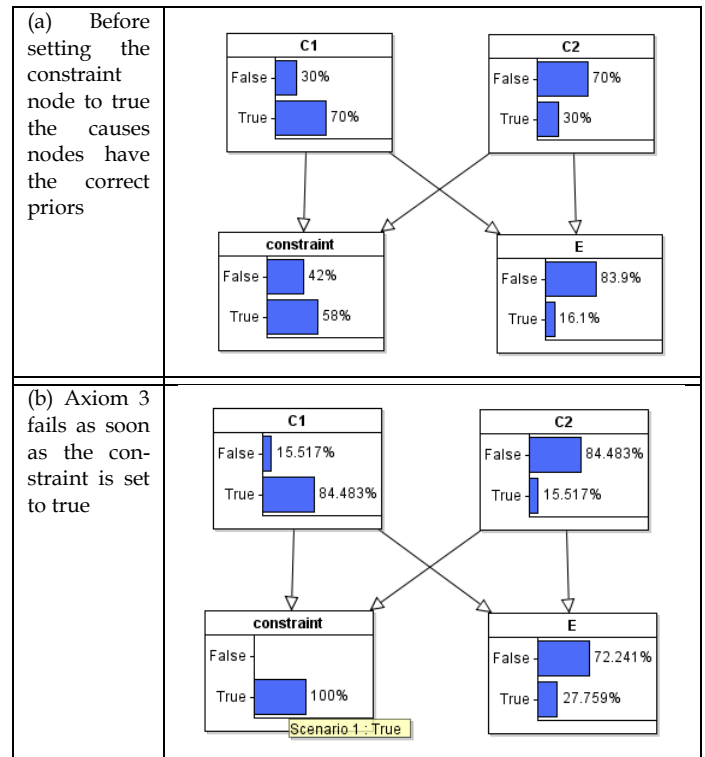 (a) Before
setting the
constraint
node to true
the causes
nodes have
the correct
priors
C1
False
30%
True
70%
C2
False
70%
True
30%
constraint
False
42%
True
58%
E
False
83.9%
True
16.1%
(b) Axiom 3
fails as soon
as the con-
straint is set
to true
C1
False
15.517%
True
84.483%
C2
False
84.483%
True
15.517%
constraint
False
True
100%
Scenario 1 : True
E
False
72.241%
True
27.759%